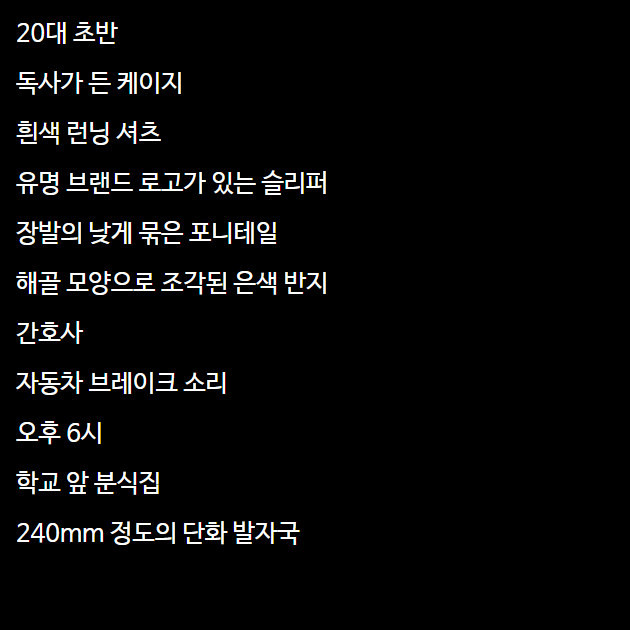 20대 초반
독사가 든 케이지
흰색 런닝 셔츠
유명 브랜드 로고가 있는 슬리퍼
장발의 낮게 묶은 포니테일
해골 모양으로 조각된 은색 반지
간호사
자동차 브레이크 소리
오후 6시
학교 앞 분식집
240mm 정도의 단화 발자국